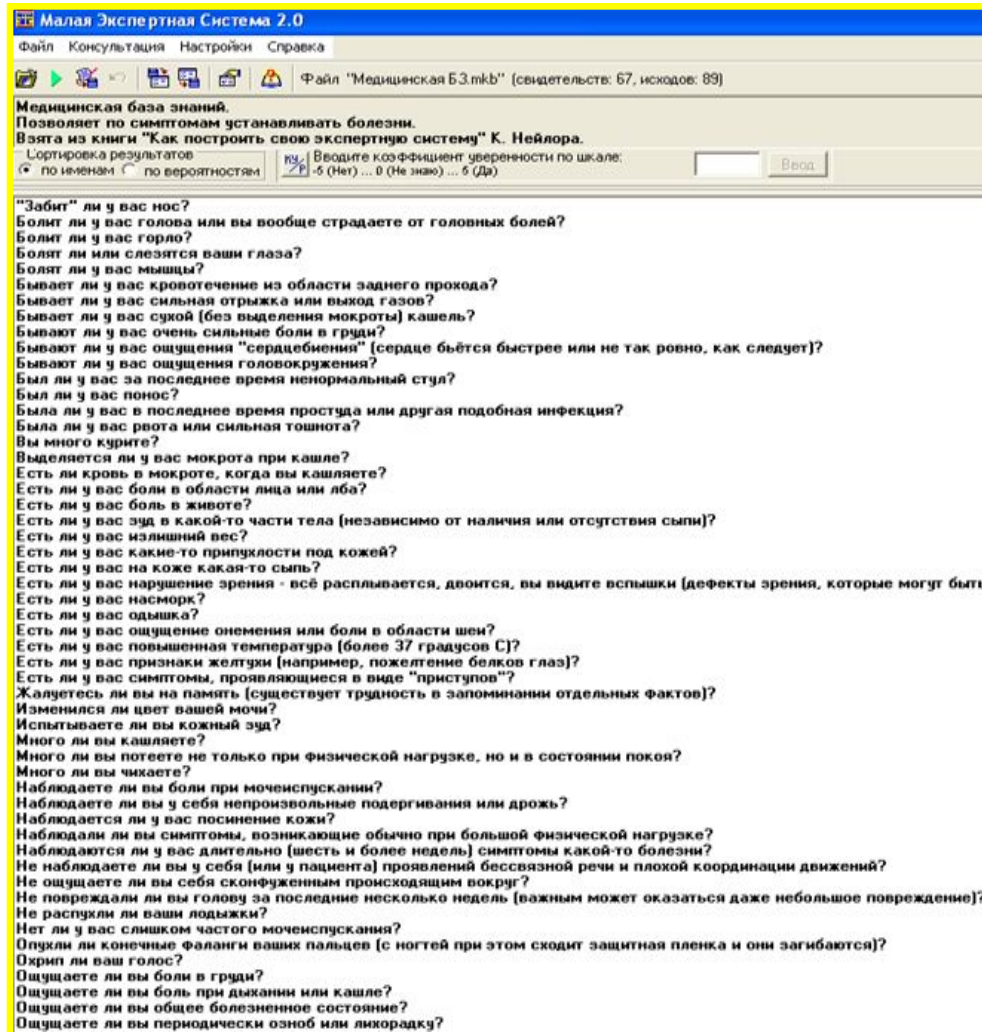 Малая Экспертная Система 2.0
Файл Консультация Настройки Справка
Файл "Медицинская БЗ.mkb" (свидетельств: 67, исходов: 89)
Медицинская база знаний.
Позволяет по симптомам устанавливать болезни.
Взята из книги "Как построить свою экспертную систему" К. Нейлора.
Сортировка результатов
по именам по вероятностям
КУ/Р Вводите коэффициент уверенности по шкале:
-5 (Нет) ... 0 (Не знаю) ... 5 (Да)
Ввод
"Забит" ли у вас нос?
Болит ли у вас голова или вы вообще страдаете от головных болей?
Болит ли у вас горло?
Болят ли или слезятся ваши глаза?
Болят ли у вас мышцы?
Бывает ли у вас кровотечение из области заднего прохода?
Бывает ли у вас сильная отрыжка или выход газов?
Бывает ли у вас сухой (без выделения мокроты) кашель?
Бывают ли у вас очень сильные боли в груди?
Бывают ли у вас ощущения "сердцебиения" (сердце бьётся быстрее или не так ровно, как следует)?
Бывают ли у вас ощущения головокружения?
Был ли у вас за последнее время ненормальный стул?
Был ли у вас понос?
Была ли у вас в последнее время простуда или другая подобная инфекция?
Была ли у вас рвота или сильная тошнота?
Вы много курите?
Выделяется ли у вас мокрота при кашле?
Есть ли кровь в мокроте, когда вы кашляете?
Есть ли у вас боли в области лица или лба?
Есть ли у вас боль в животе?
Есть ли у вас зуд в какой-то части тела (независимо от наличия или отсутствия сыпи)?
Есть ли у вас излишний вес?
Есть ли у вас какие-то припухлости под кожей?
Есть ли у вас на коже какая-то сыпь?
Есть ли у вас нарушение зрения - всё расплывается, двоится, вы видите вспышки (дефекты зрения, которые могут быть
Есть ли у вас насморк?
Есть ли у вас одышка?
Есть ли у вас ощущение онемения или боли в области шеи?
Есть ли у вас повышенная температура (более 37 градусов С)?
Есть ли у вас признаки желтухи (например, пожелтение белков глаз)?
Есть ли у вас симптомы, проявляющиеся в виде "приступов"?
Жалуетесь ли вы на память (существует трудность в запоминании отдельных фактов)?
Изменился ли цвет вашей мочи?
Испытываете ли вы кожный зуд?
Много ли вы кашляете?
Много ли вы потеете не только при физической нагрузке, но и в состоянии покоя?
Много ли вы чихаете?
Наблюдаете ли вы боли при мочеиспускании?
Наблюдаете ли вы у себя непроизвольные подергивания или дрожь?
Наблюдается ли у вас посинение кожи?
Наблюдали ли вы симптомы, возникающие обычно при большой физической нагрузке?
Наблюдаются ли у вас длительно (шесть и более недель) симптомы какой-то болезни?
Не наблюдаете ли вы у себя (или у пациента) проявлений бессвязной речи и плохой координации движений?
Не ощущаете ли вы себя сконфуженным происходящим вокруг?
Не повреждали ли вы голову за последние несколько недель (важным может оказаться даже небольшое повреждение)?
Не распухли ли ваши лодыжки?
Нет ли у вас слишком частого мочеиспускания?
Опухли ли конечные фаланги ваших пальцев (с ногтей при этом сходит защитная пленка и они загибаются)?
Охрип ли ваш голос?
Ощущаете ли вы боли в груди?
Ощущаете ли вы боль при дыхании или кашле?
Ощущаете ли вы общее болезненное состояние?
Ощущаете ли вы периодически озноб или лихорадку?